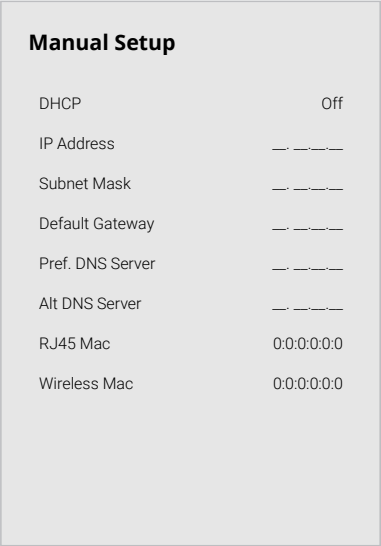 Manual Setup
DHCP Off
IP Address __. __.__.__
Subnet Mask __. __.__.__
Default Gateway __. __.__.__
Pref. DNS Server __. __.__.__
Alt DNS Server __. __.__.__
RJ45 Mac 0:0:0:0:0:0
Wireless Mac 0:0:0:0:0:0